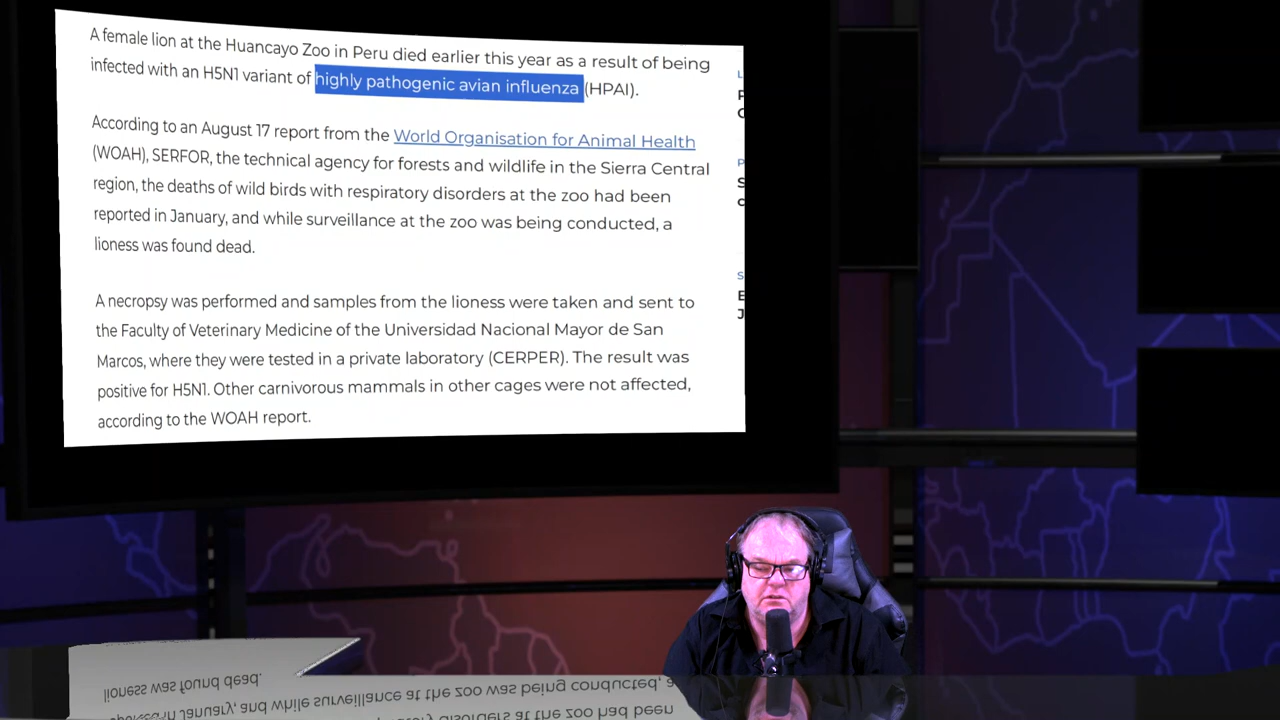 A female lion at the Huancayo Zoo in Peru died earlier this year as a result of being
infected with an H5N1 variant of highly pathogenic avian influenza (HPAI).
According to an August 17 report from the World Organisation for Animal Health
(WOAH), SERFOR, the technical agency for forests and wildlife in the Sierra Central
region, the deaths of wild birds with respiratory disorders at the zoo had been
reported in January, and while surveillance at the zoo was being conducted, a
lioness was found dead.
A necropsy was performed and samples from the lioness were taken and sent to
the Faculty of Veterinary Medicine of the Universidad Nacional Mayor de San
Marcos, where they were tested in a private laboratory (CERPER). The result was
positive for H5N1. Other carnivorous mammals in other cages were not affected,
according to the WOAH report.